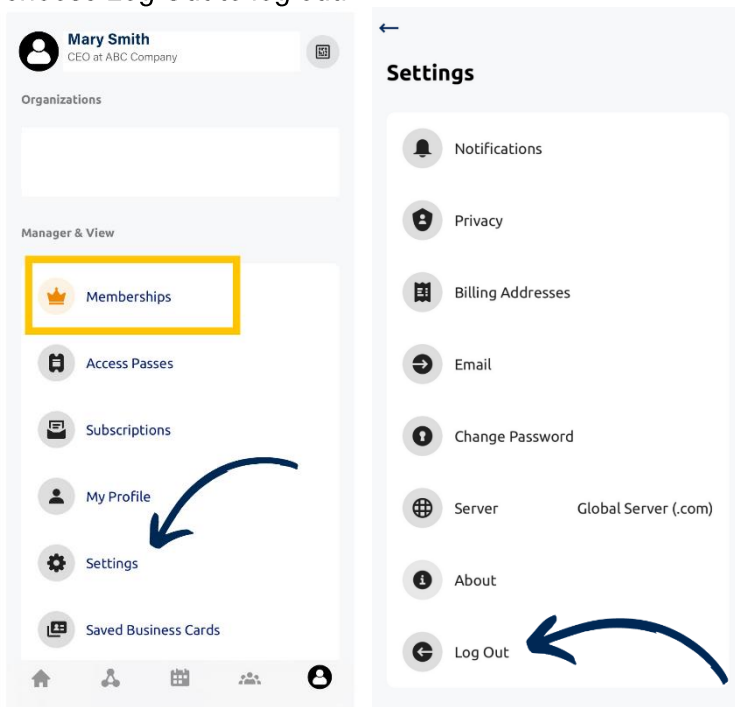 Mary Smith
CEO at ABC Company
Organizations
Manager & View
Memberships
Access Passes
Subscriptions
My Profile
Settings
Saved Business Cards
Settings
Notifications
Privacy
Billing Addresses
Email
Change Password
Server Global Server (.com)
About
Log Out